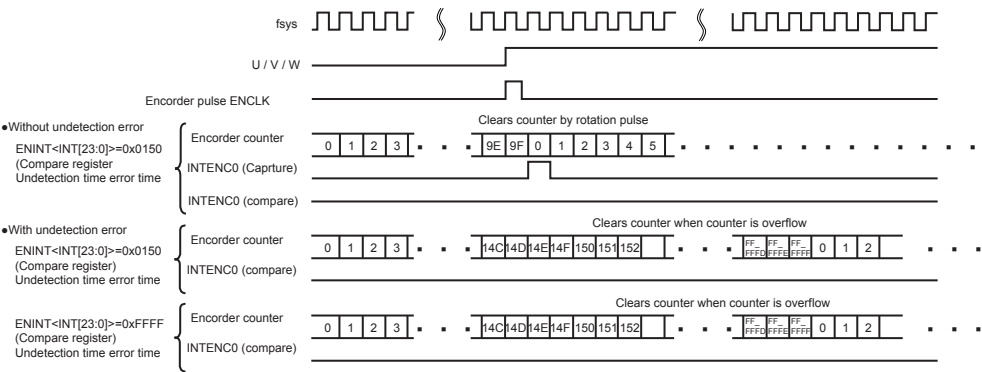 fsys
U / V / W
Encorder pulse ENCLK
●Without undetection error
Clears counter by rotation pulse
ENINT<INT[23:0]>=0x0150
(Compare register
Undetection time error time
Encorder counter
0 1 2 3 9E 9F 0 1 2 3 4 5
INTENC0 (Caprture)
INTENC0 (compare)
●With undetection error
Clears counter when counter is overflow
ENINT<INT[23:0]>=0x0150
(Compare register)
Undetection time error time
Encorder counter
0 1 2 3 14C 14D 14E 14F 150 151 152 FF_FFFD FF_FFFE FF_FFFF 0 1 2
INTENC0 (compare)
Clears counter when counter is overflow
ENINT<INT[23:0]>=0xFFFF
(Compare register)
Undetection time error time
Encorder counter
0 1 2 3 14C 14D 14E 14F 150 151 152 FF_FFFD FF_FFFE FF_FFFF 0 1 2
INTENC0 (compare)